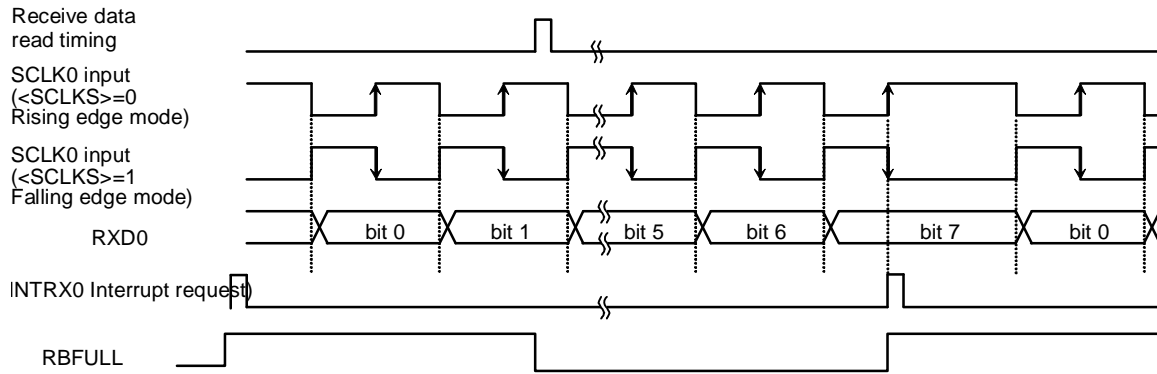 Receive data
read timing
SCLK0 input
(<SCLKS>=0
Rising edge mode)
SCLK0 input
(<SCLKS>=1
Falling edge mode)
RXD0 bit 0 bit 1 bit 5 bit 6 bit 7 bit 0
INTRX0 Interrupt request)
RBFULL